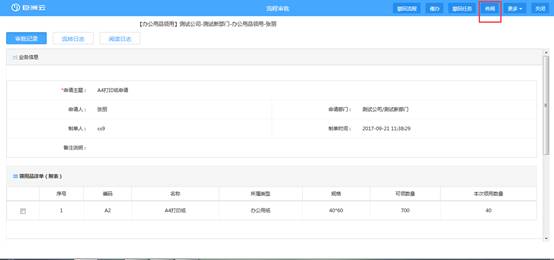 流程审批
撤回流程 催办 撤回任务 传阅 更多 关闭
【办公用品领用】测试公司-测试新部门-办公品领用-张丽
审批记录 流转日志 阅读日志
业务信息
*申请主题： A4打印纸申请
申请人： 张丽 申请部门： 测试公司/测试新部门
制单人： cs9 制单时间： 2017-09-21 11:38:29
备注说明：
领用品详单（附表）
序号 编码 名称 所属类型 规格 可领数量 本次领用数量
1 A2 A4打印纸 办公用纸 40*60 700 40